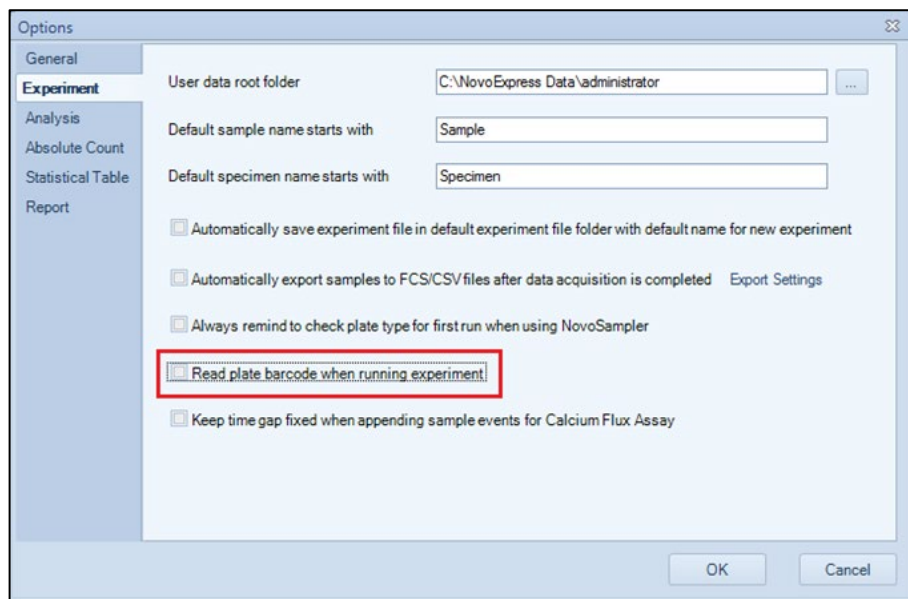 Options
General
Experiment
Analysis
Absolute Count
Statistical Table
Report
User data root folder
C:\NovoExpress Data\administrator
...
Default sample name starts with
Sample
Default specimen name starts with
Specimen
Automatically save experiment file in default experiment file folder with default name for new experiment
Automatically export samples to FCS/CSV files after data acquisition is completed Export Settings
Always remind to check plate type for first run when using NovoSampler
Read plate barcode when running experiment
Keep time gap fixed when appending sample events for Calcium Flux Assay
OK
Cancel